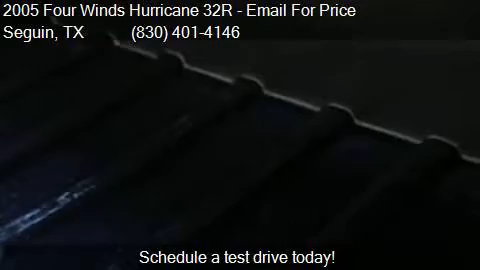 2005 Four Winds Hurricane 32R - Email For Price
Seguin, TX (830) 401-4146
Schedule a test drive today!